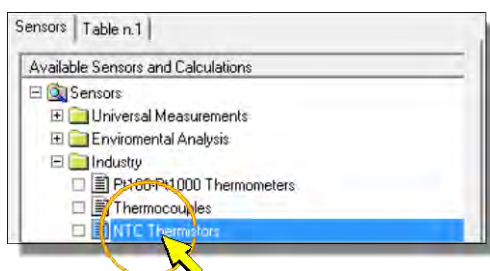 Sensors Table n.1
Available Sensors and Calculations
Sensors
Universal Measurements
Enviromental Analysis
Industry
Pt100-Pt1000 Thermometers
Thermocouples
NTC Thermistors